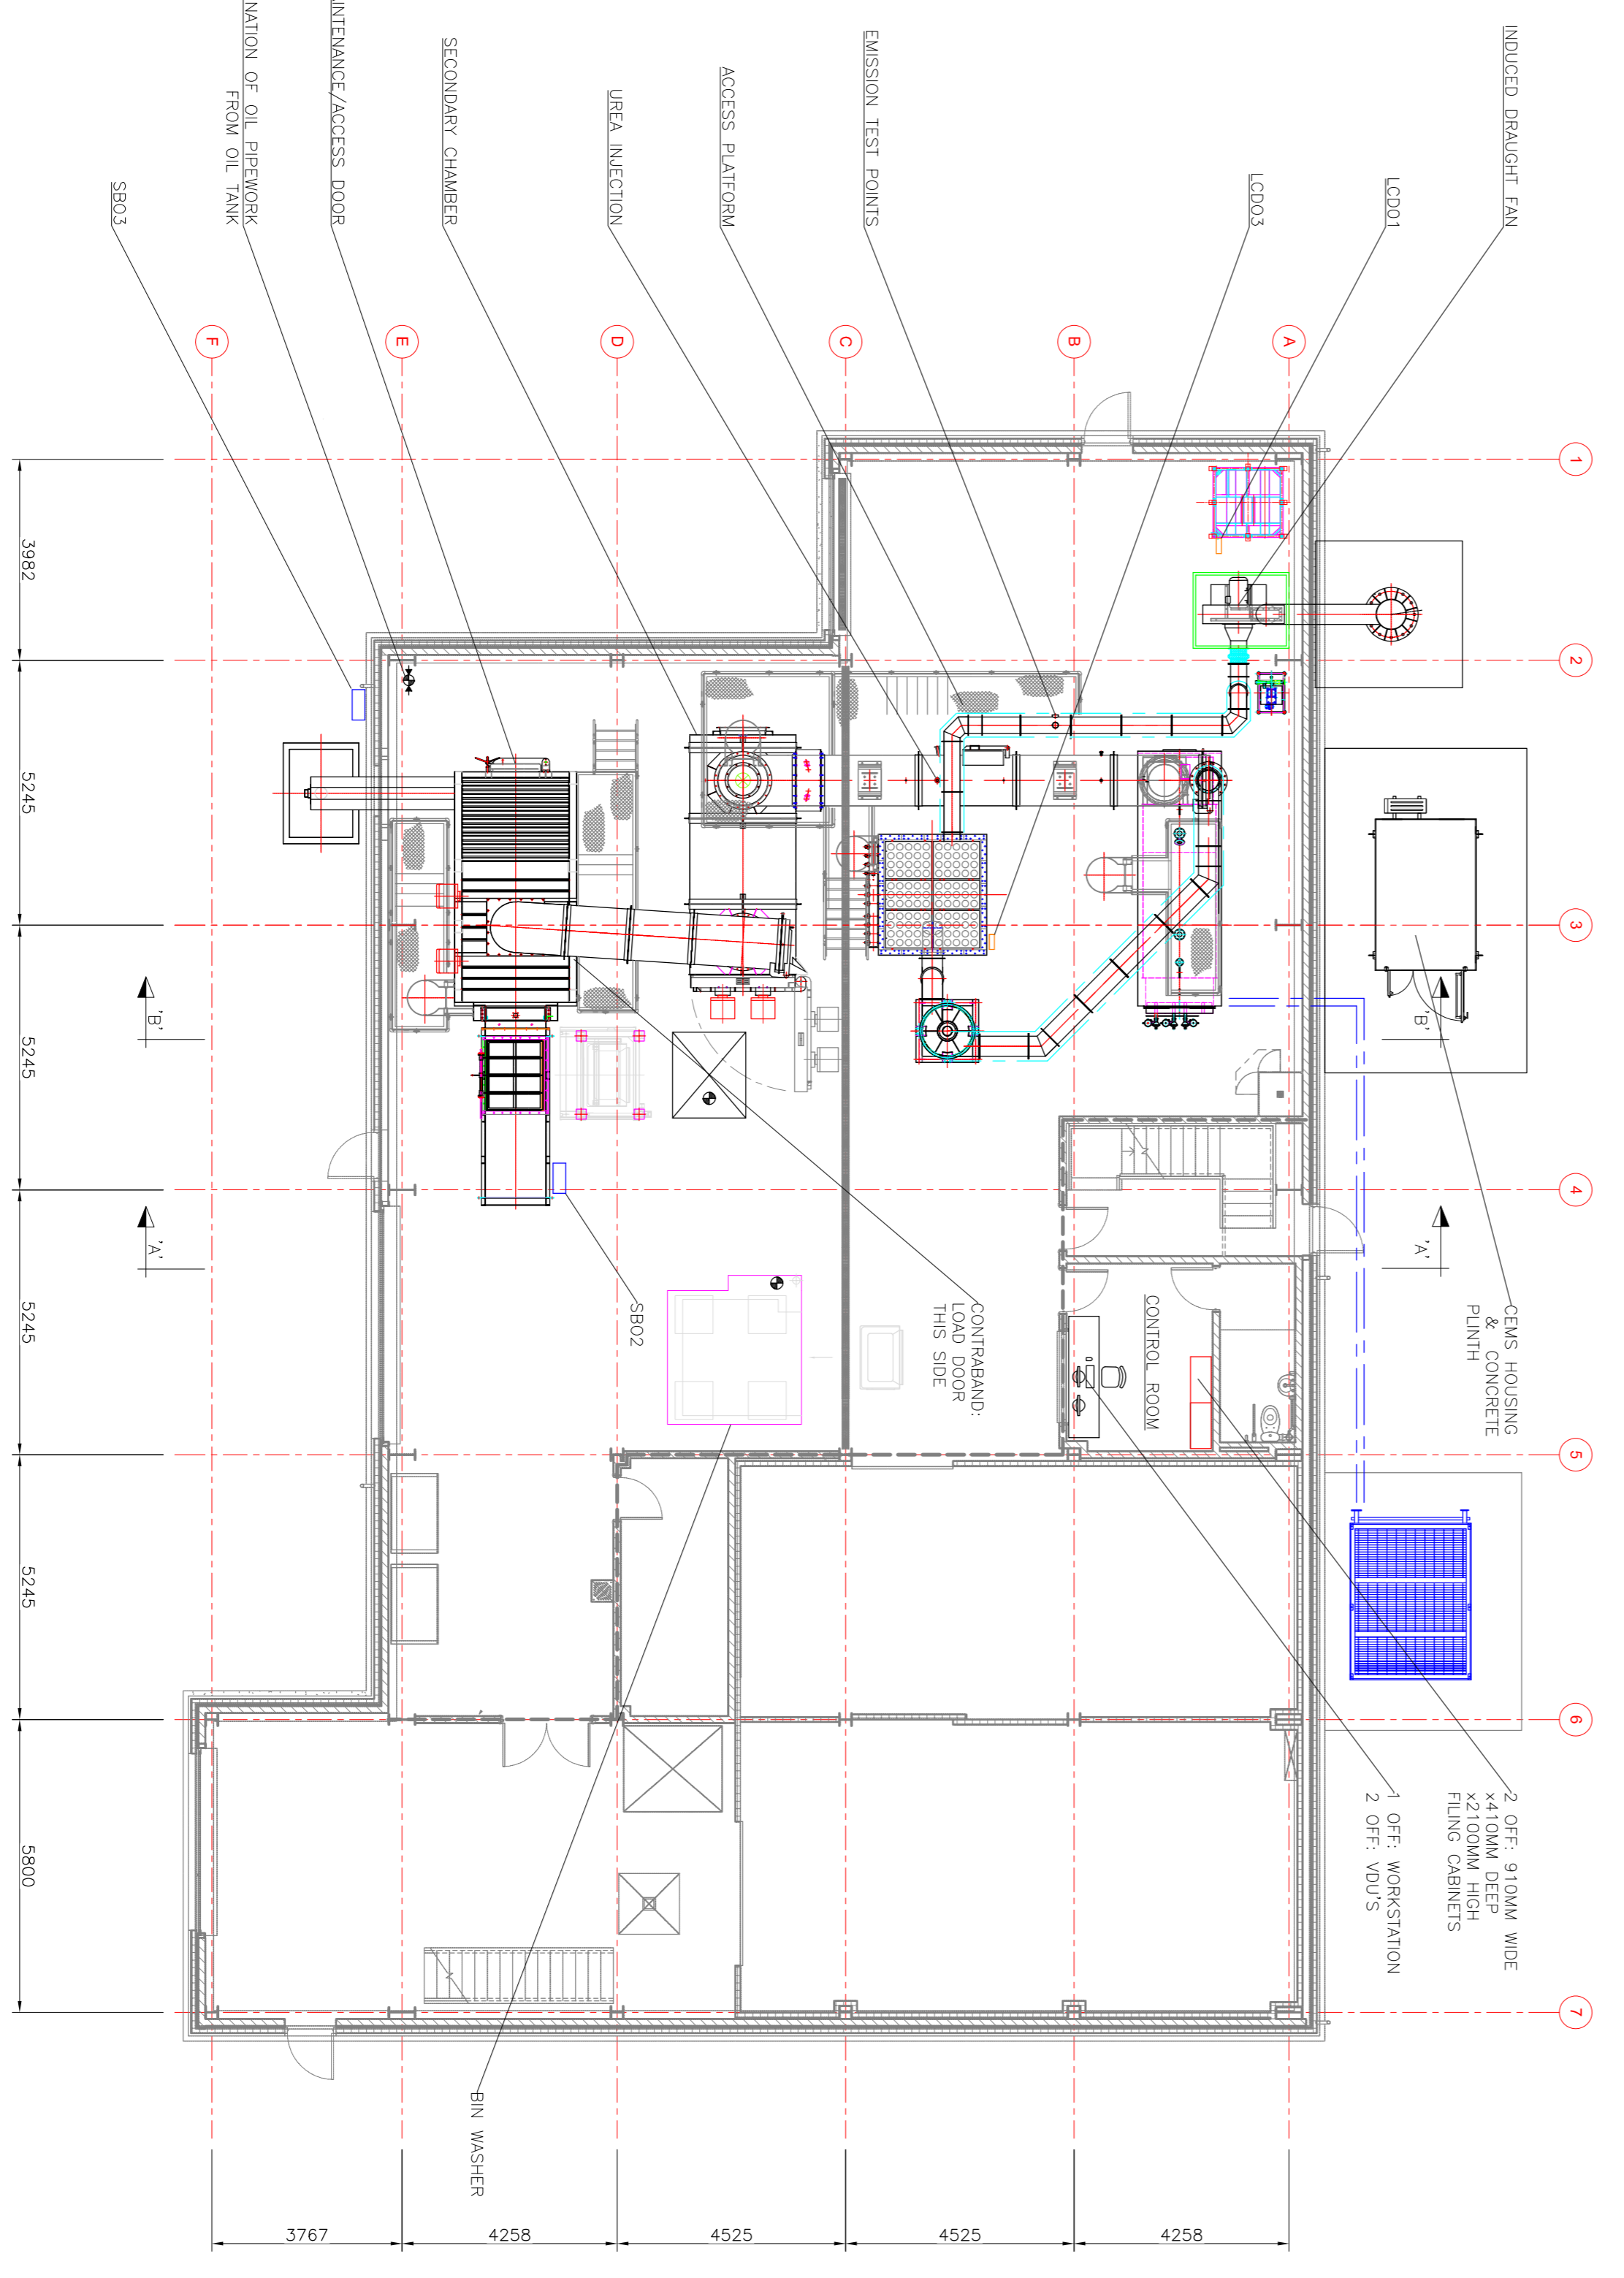 INDUCED DRAUGHT FAN
LCD01
LCD03
EMISSION TEST POINTS
ACCESS PLATFORM
UREA INJECTION
SECONDARY CHAMBER
INTENANCE/ACCESS DOOR
NATION OF OIL PIPEWORK
FROM OIL TANK
SB03
1
2
3
4
5
6
7
A
B
C
D
E
F
CEMS HOUSING
& CONCRETE
PLINTH
2 OFF: 910MM WIDE
x410MM DEEP
x2100MM HIGH
FILING CABINETS
1 OFF: WORKSTATION
2 OFF: VDU'S
CONTROL ROOM
CONTRABAND:
LOAD DOOR
THIS SIDE
SB02
BIN WASHER
'B'
'A'
'B'
'A'
3982
5245
5245
5245
5245
5800
3767
4258
4525
4525
4258